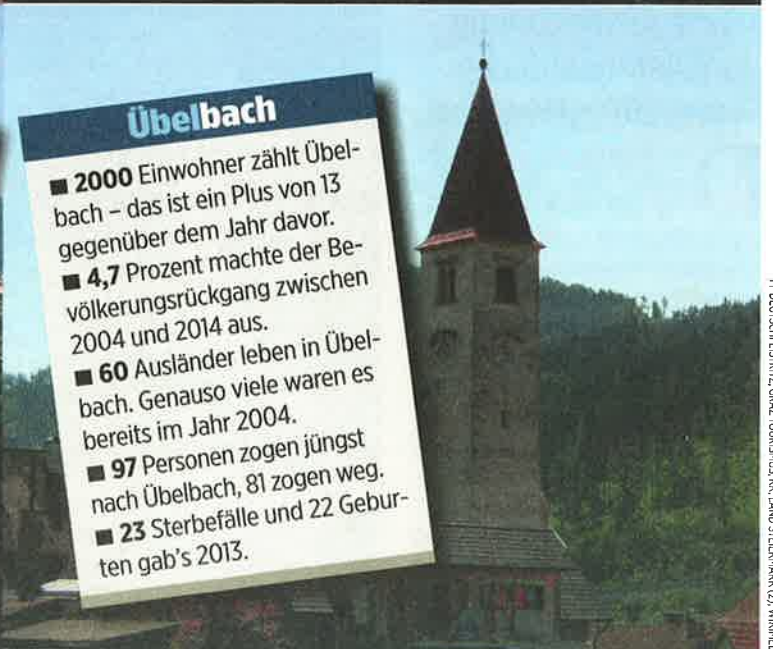 Übelbach
■ 2000 Einwohner zählt Übel-
bach – das ist ein Plus von 13
gegenüber dem Jahr davor.
■ 4,7 Prozent machte der Be-
völkerungsrückgang zwischen
2004 und 2014 aus.
■ 60 Ausländer leben in Übel-
bach. Genauso viele waren es
bereits im Jahr 2004.
■ 97 Personen zogen jüngst
nach Übelbach, 81 zogen weg.
■ 23 Sterbefälle und 22 Gebur-
ten gab's 2013.